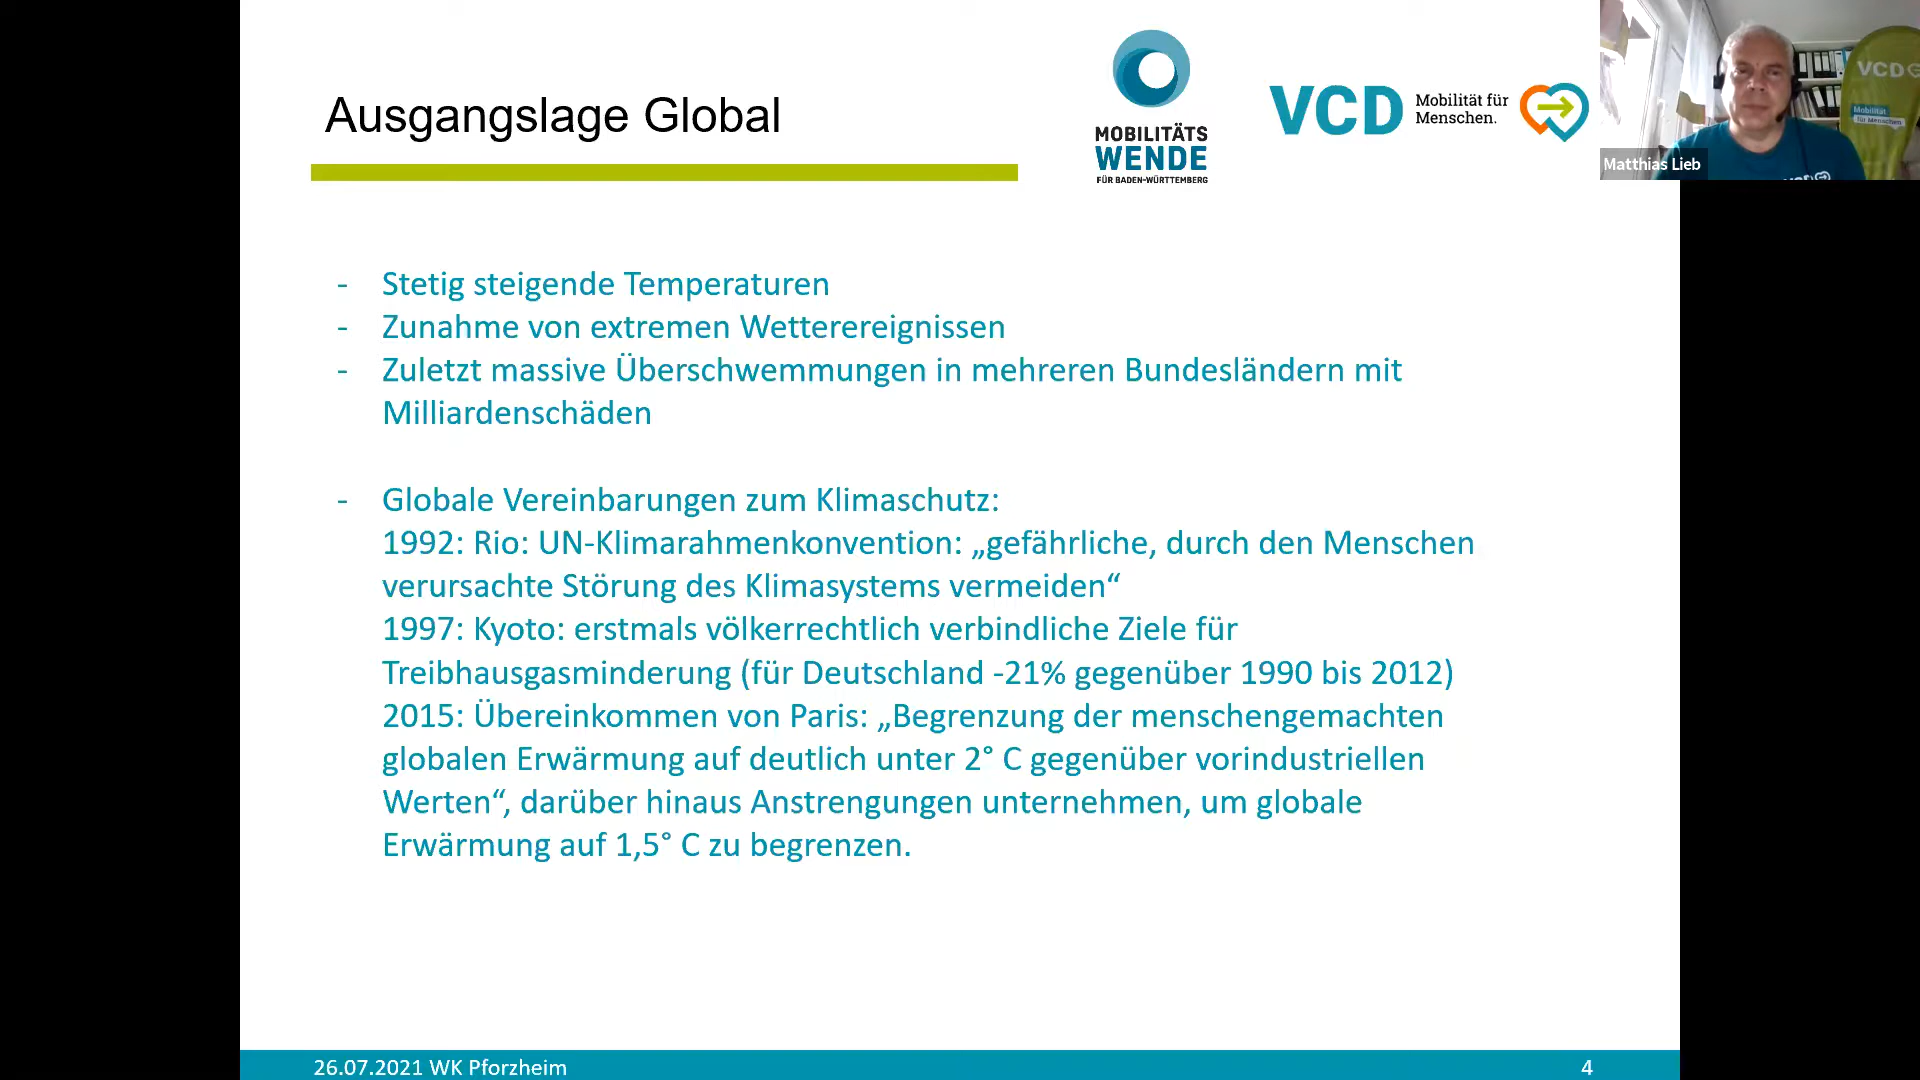 Ausgangslage Global
MOBILITÄTS
WENDE
FÜR BADEN-WÜRTTEMBERG
VCD
Mobilität für
Menschen.
VCD
Mobilität
für Menschen
Matthias Lieb
- Stetig steigende Temperaturen
- Zunahme von extremen Wetterereignissen
- Zuletzt massive Überschwemmungen in mehreren Bundesländern mit
Milliardenschäden
- Globale Vereinbarungen zum Klimaschutz:
1992: Rio: UN-Klimarahmenkonvention: „gefährliche, durch den Menschen
verursachte Störung des Klimasystems vermeiden“
1997: Kyoto: erstmals völkerrechtlich verbindliche Ziele für
Treibhausgasminderung (für Deutschland -21% gegenüber 1990 bis 2012)
2015: Übereinkommen von Paris: „Begrenzung der menschengemachten
globalen Erwärmung auf deutlich unter 2° C gegenüber vorindustriellen
Werten“, darüber hinaus Anstrengungen unternehmen, um globale
Erwärmung auf 1,5° C zu begrenzen.
26.07.2021 WK Pforzheim
4